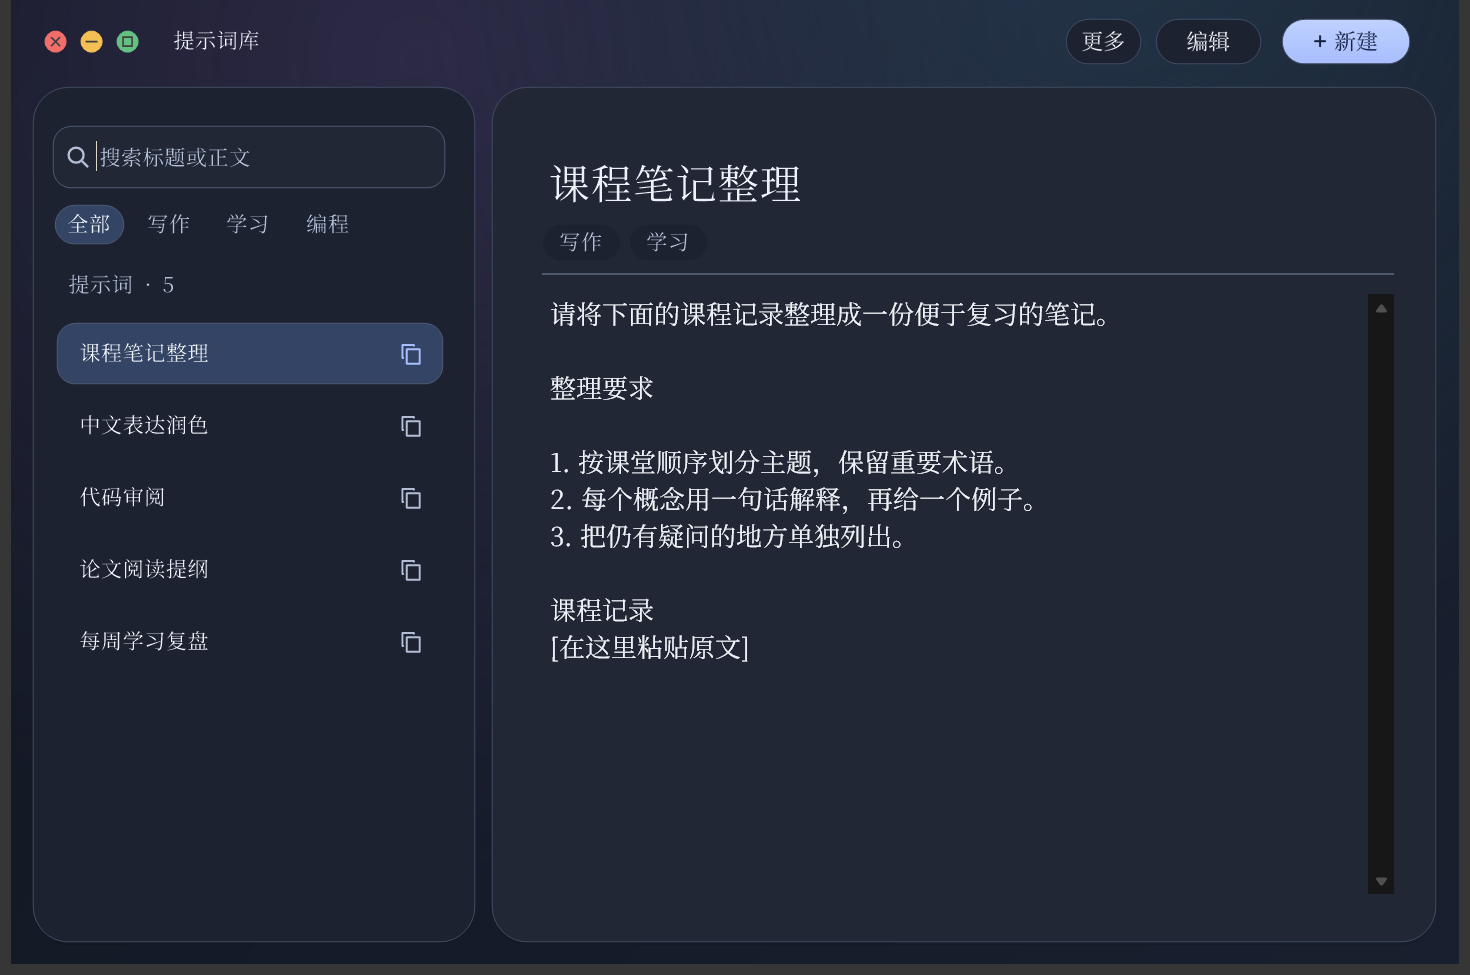 提示词库
更多 编辑 + 新建
搜索标题或正文
全部 写作 学习 编程
提示词 · 5
课程笔记整理
中文表达润色
代码审阅
论文阅读提纲
每周学习复盘
课程笔记整理
写作 学习
请将下面的课程记录整理成一份便于复习的笔记。
整理要求
1. 按课堂顺序划分主题，保留重要术语。
2. 每个概念用一句话解释，再给一个例子。
3. 把仍有疑问的地方单独列出。
课程记录
[在这里粘贴原文]